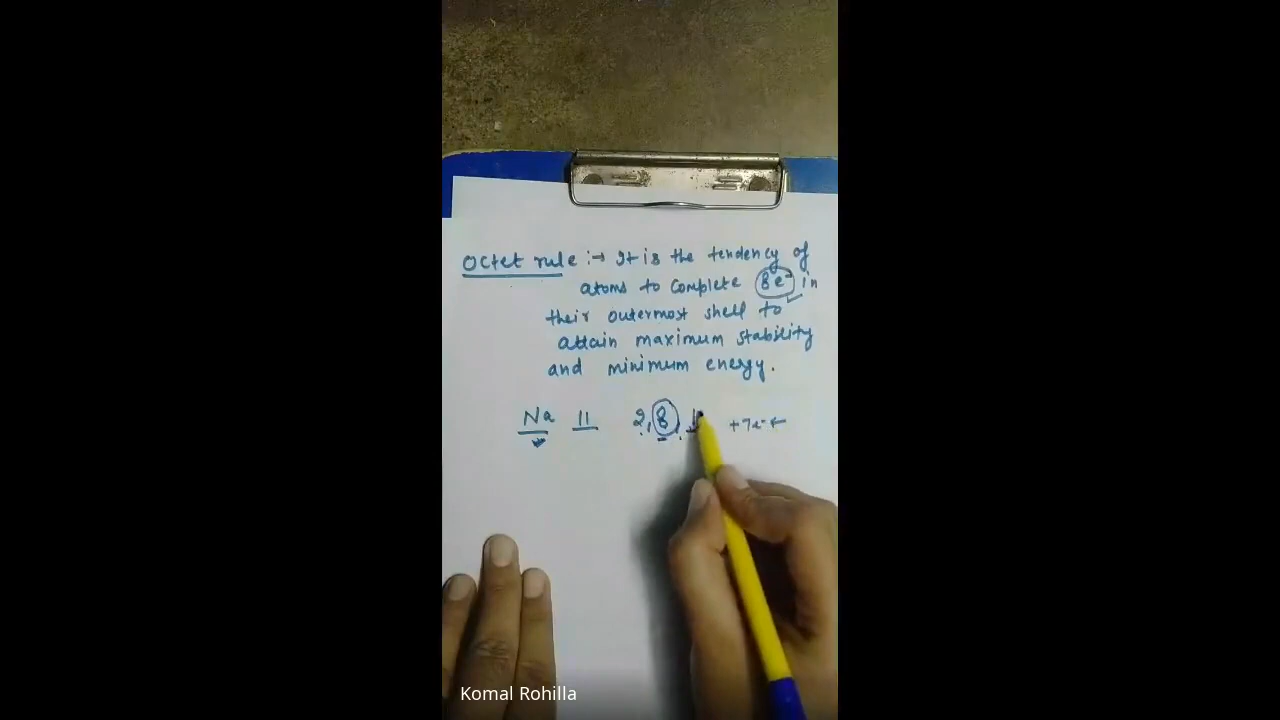 Octet rule :→ It is the tendency of
atoms to complete 8e⁻ in
their outermost shell to
attain maximum stability
and minimum energy.
Na 11 2,8,1 +7e⁻
Komal Rohilla